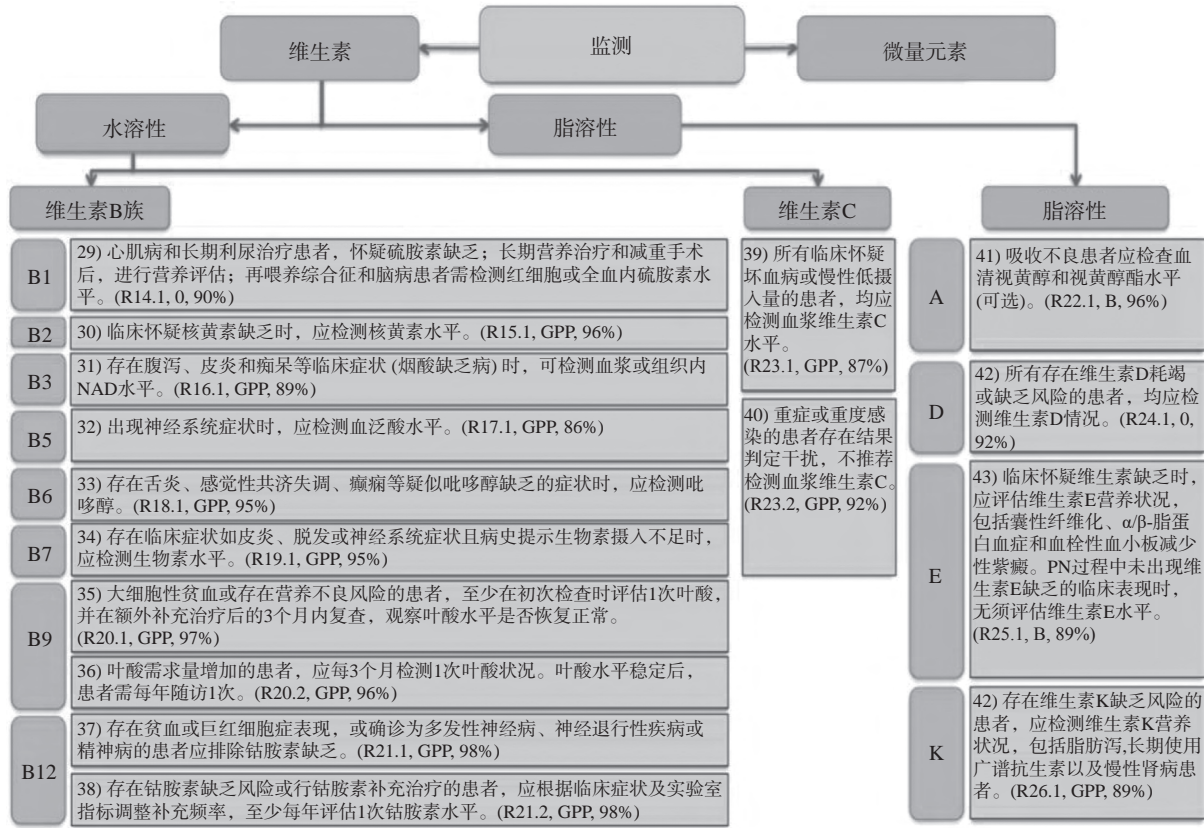 监测
维生素
微量元素
水溶性
脂溶性
维生素B族
B1
29) 心肌病和长期利尿治疗患者，怀疑硫胺素缺乏；长期营养治疗和减重手术
后，进行营养评估；再喂养综合征和脑病患者需检测红细胞或全血内硫胺素水
平。(R14.1, 0, 90%)
B2
30) 临床怀疑核黄素缺乏时，应检测核黄素水平。(R15.1, GPP, 96%)
B3
31) 存在腹泻、皮炎和痴呆等临床症状 (烟酸缺乏病) 时，可检测血浆或组织内
NAD水平。(R16.1, GPP, 89%)
B5
32) 出现神经系统症状时，应检测血泛酸水平。(R17.1, GPP, 86%)
B6
33) 存在舌炎、感觉性共济失调、癫痫等疑似吡哆醇缺乏的症状时，应检测吡
哆醇。(R18.1, GPP, 95%)
B7
34) 存在临床症状如皮炎、脱发或神经系统症状且病史提示生物素摄入不足时，
应检测生物素水平。(R19.1, GPP, 95%)
B9
35) 大细胞性贫血或存在营养不良风险的患者，至少在初次检查时评估1次叶酸，
并在额外补充治疗后的3个月内复查，观察叶酸水平是否恢复正常。
(R20.1, GPP, 97%)
36) 叶酸需求量增加的患者，应每3个月检测1次叶酸状况。叶酸水平稳定后，
患者需每年随访1次。(R20.2, GPP, 96%)
B12
37) 存在贫血或巨红细胞症表现，或确诊为多发性神经病、神经退行性疾病或
精神病的患者应排除钴胺素缺乏。(R21.1, GPP, 98%)
38) 存在钴胺素缺乏风险或行钴胺素补充治疗的患者，应根据临床症状及实验室
指标调整补充频率，至少每年评估1次钴胺素水平。(R21.2, GPP, 98%)
维生素C
39) 所有临床怀疑
坏血病或慢性低摄
入量的患者，均应
检测血浆维生素C
水平。
(R23.1, GPP, 87%)
40) 重症或重度感
染的患者存在结果
判定干扰，不推荐
检测血浆维生素C。
(R23.2, GPP, 92%)
脂溶性
A
41) 吸收不良患者应检查血
清视黄醇和视黄醇酯水平
(可选)。(R22.1, B, 96%)
D
42) 所有存在维生素D耗竭
或缺乏风险的患者，均应检
测维生素D情况。(R24.1, 0,
92%)
E
43) 临床怀疑维生素缺乏时，
应评估维生素E营养状况，
包括囊性纤维化、α/β-脂蛋
白血症和血栓性血小板减少
性紫癜。PN过程中未出现维
生素E缺乏的临床表现时，
无须评估维生素E水平。
(R25.1, B, 89%)
K
42) 存在维生素K缺乏风险的
患者，应检测维生素K营养
状况，包括脂肪泻,长期使用
广谱抗生素以及慢性肾病患
者。(R26.1, GPP, 89%)